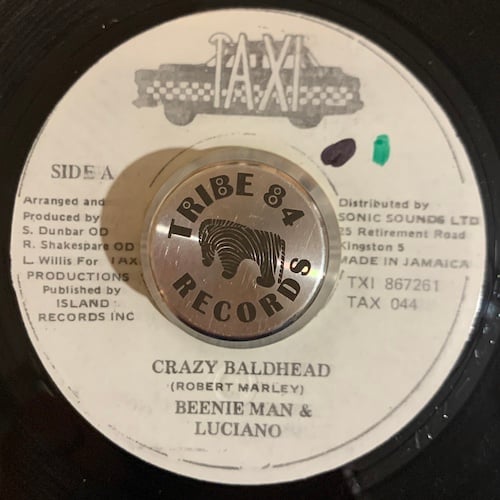 TAXI
SIDE A
Arranged and
Produced by
S. Dunbar OD
R. Shakespeare OD
L. Willis For TAXI
PRODUCTIONS
Published by
ISLAND
RECORDS INC
TRIBE 84
RECORDS
Distributed by
SONIC SOUNDS LTD
25 Retirement Road
Kingston 5
MADE IN JAMAICA
TXI 867261
TAX 044
CRAZY BALDHEAD
(ROBERT MARLEY)
BEENIE MAN &
LUCIANO